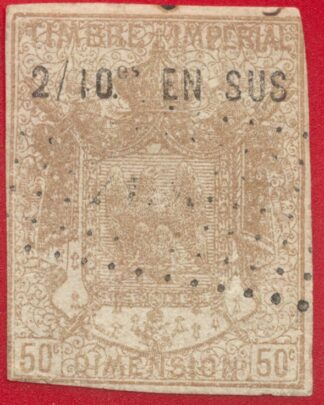 TIMBRE IMPERIAL
2/10.es EN SUS
50c DIMENSION 50c